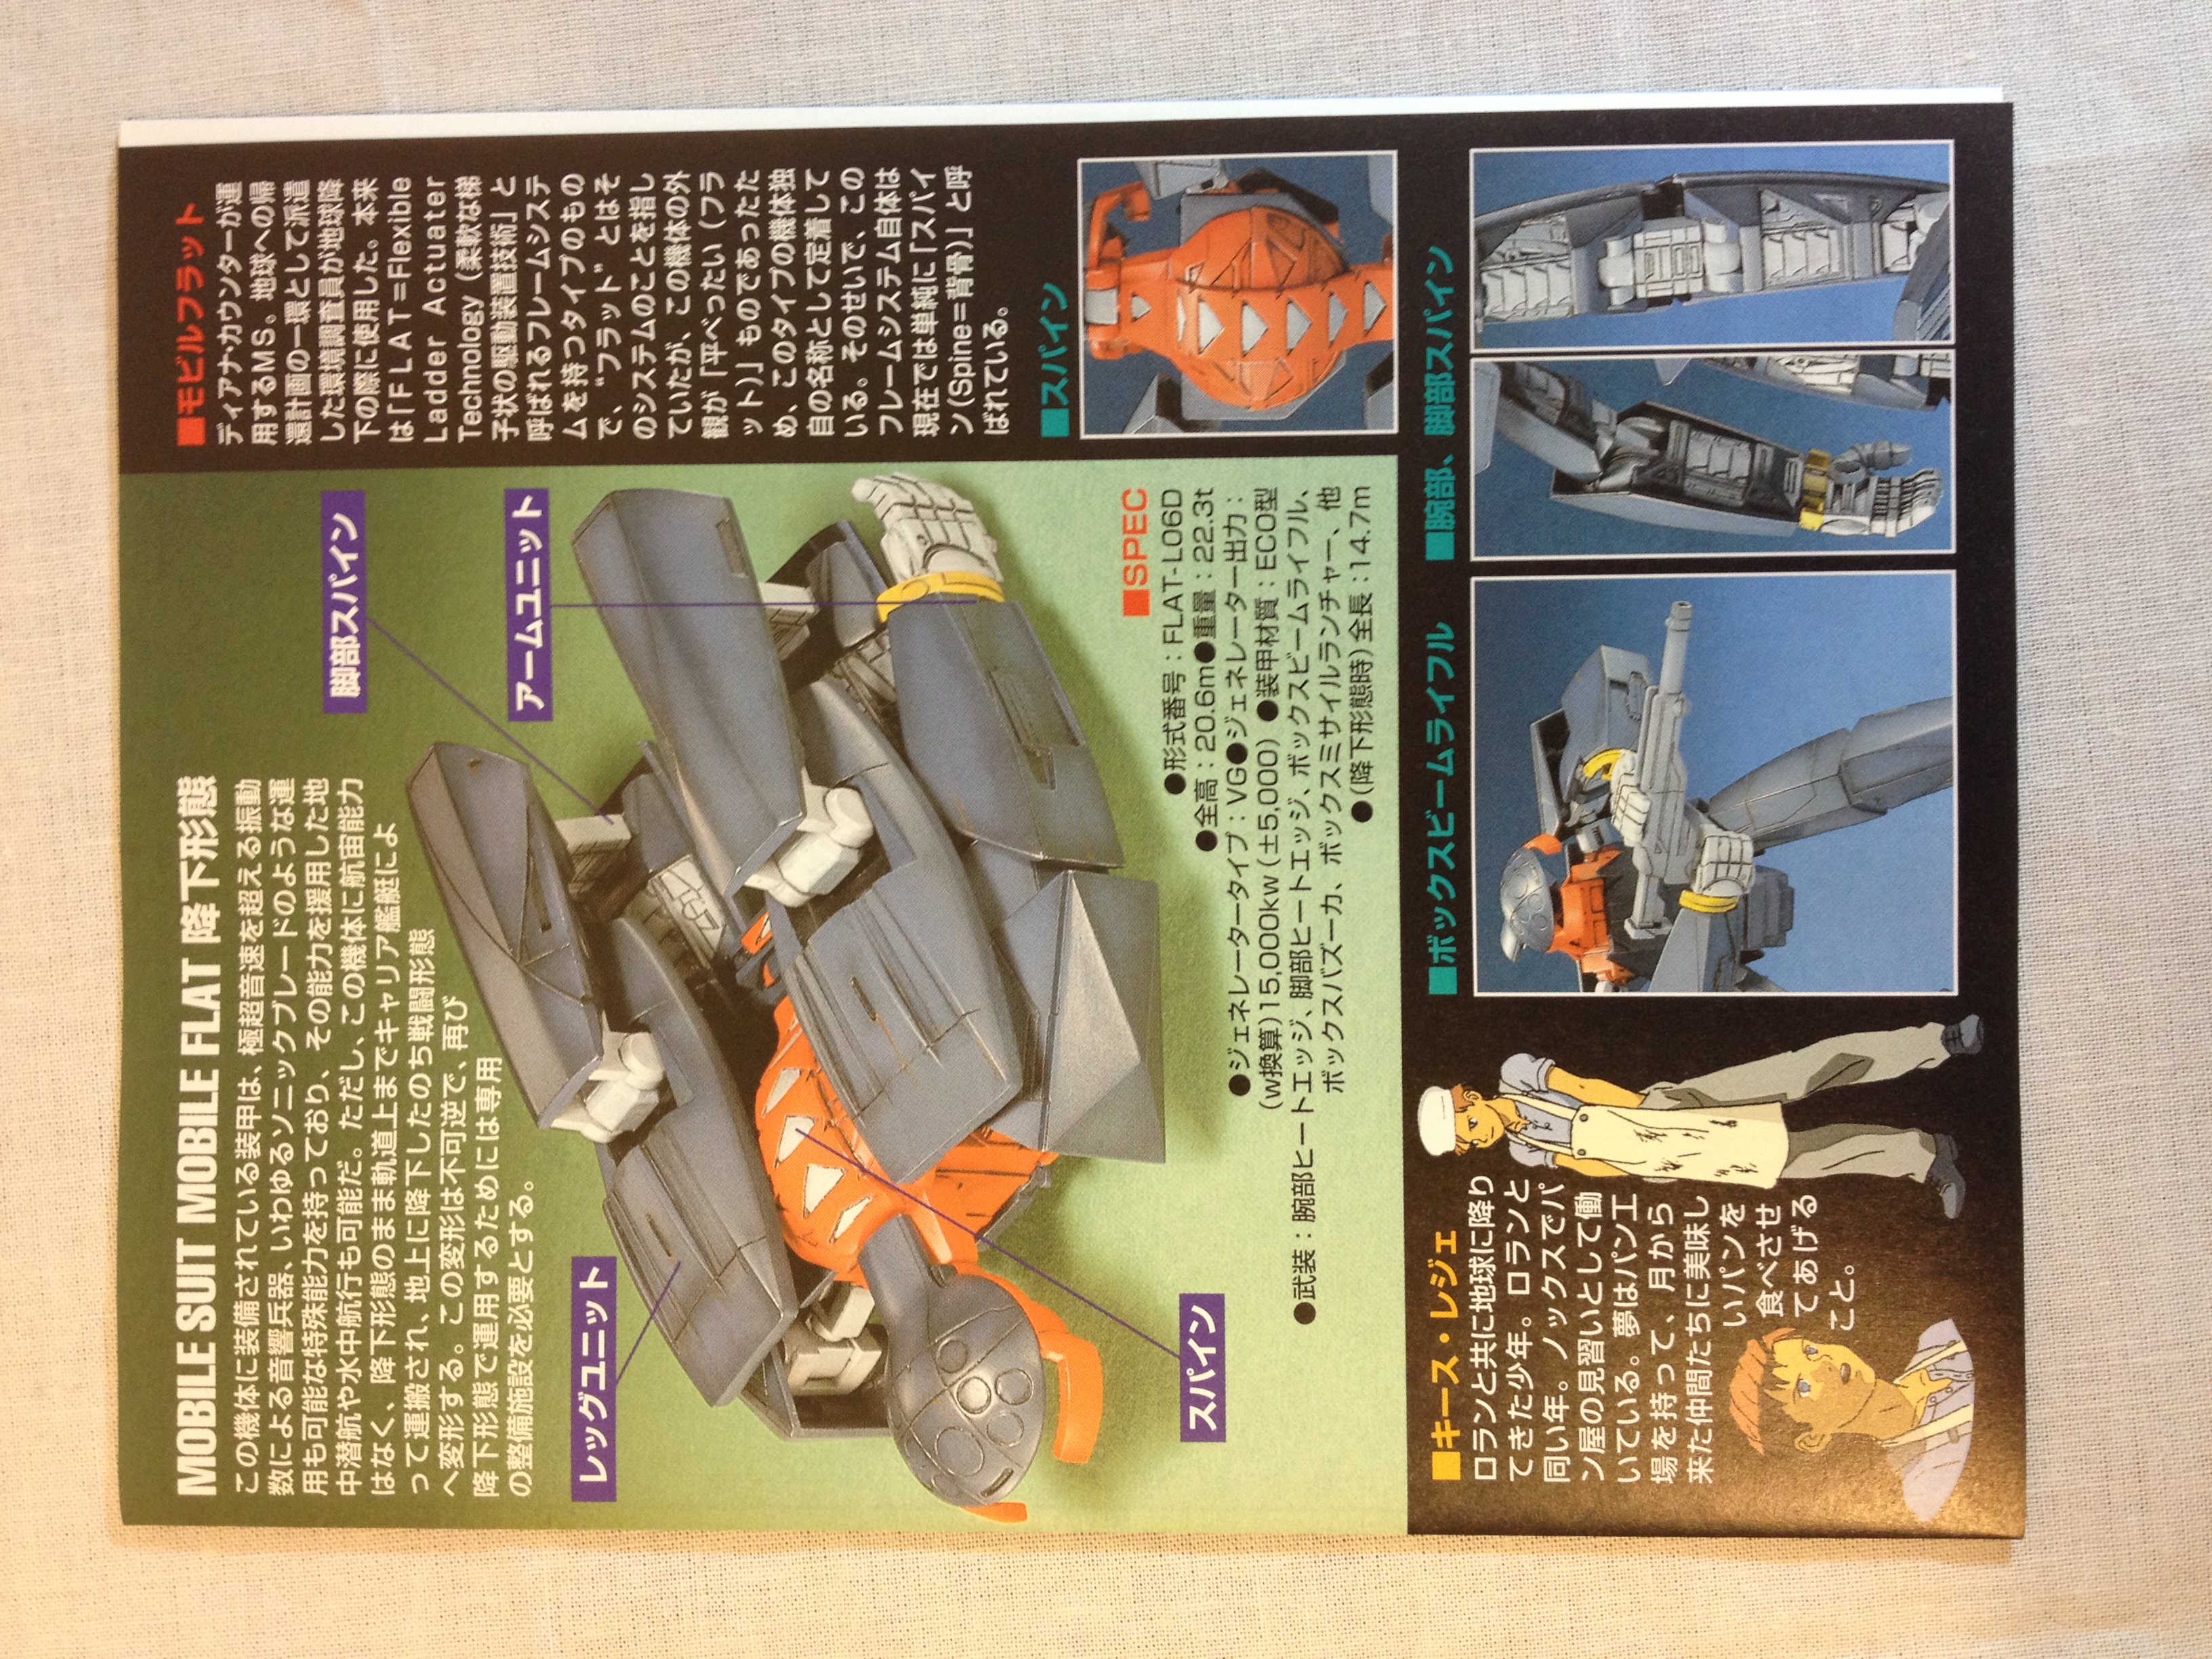 MOBILE SUIT MOBILE FLAT 降下形態
この機体に装備されている装甲は、極超音速を超える振動
数による音響兵器、いわゆるソニックブレードのような運
用も可能な特殊能力を持っており、その能力を援用した地
中潜航や水中航行も可能だ。ただし、この機体に航宙能力
はなく、降下形態のまま軌道上までキャリア艦艇によ
って運搬され、地上に降下したのち戦闘形態
へ変形する。この変形は不可逆で、再び
降下形態で運用するためには専用
の整備施設を必要とする。
レッグユニット
スパイン
脚部スパイン
アームユニット
■SPEC
●形式番号：FLAT-L06D
●全高：20.6m●重量：22.3t
●ジェネレータータイプ：VG●ジェネレーター出力：
(w換算)15,000kw(±5,000)●装甲材質：ECO型
●武装：腕部ヒートエッジ、脚部ヒートエッジ、ボックスビームライフル、
ボックスバズーカ、ボックスミサイルランチャー、他
●(降下形態時)全長：14.7m
■モビルフラット
ディアナ・カウンターが運
用するMS。地球への帰
還計画の一環として派遣
した環境調査員が地球降
下の際に使用した。本来
は「FLAT＝Flexible
Ladder Actuater
Technology（柔軟な梯
子状の駆動装置技術」と
呼ばれるフレームシステ
ムを持つタイプのもの
で、"フラット"とはそ
のシステムのことを指し
ていたが、この機体の外
観が「平べったい（フラ
ット）」ものであったた
め、このタイプの機体独
自の名称として定着して
いる。そのせいで、この
フレームシステム自体は
現在では単純に「スパイ
ン(Spine＝背骨)」と呼
ばれている。
■スパイン
■キース・レジェ
ロランと共に地球に降り
てきた少年。ロランと
同い年。ノックスでパ
ン屋の見習いとして働
いている。夢はパン工
場を持って、月から
来た仲間たちに美味し
いパンを
食べさせ
てあげる
こと。
■ボックスビームライフル
■腕部、脚部スパイン